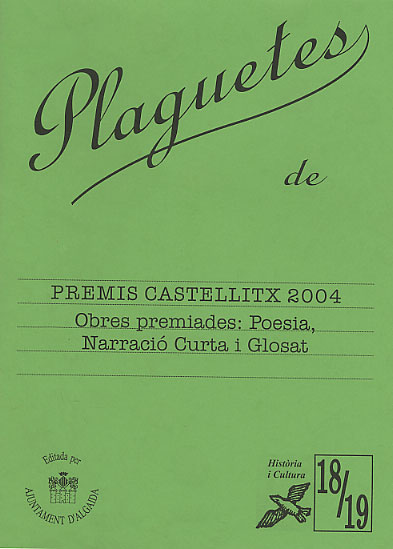 Plaguetes
de
PREMIS CASTELLITX 2004
Obres premiades: Poesia,
Narració Curta i Glosat
Editada per
AJUNTAMENT D'ALGAIDA
Història
i Cultura
18/19